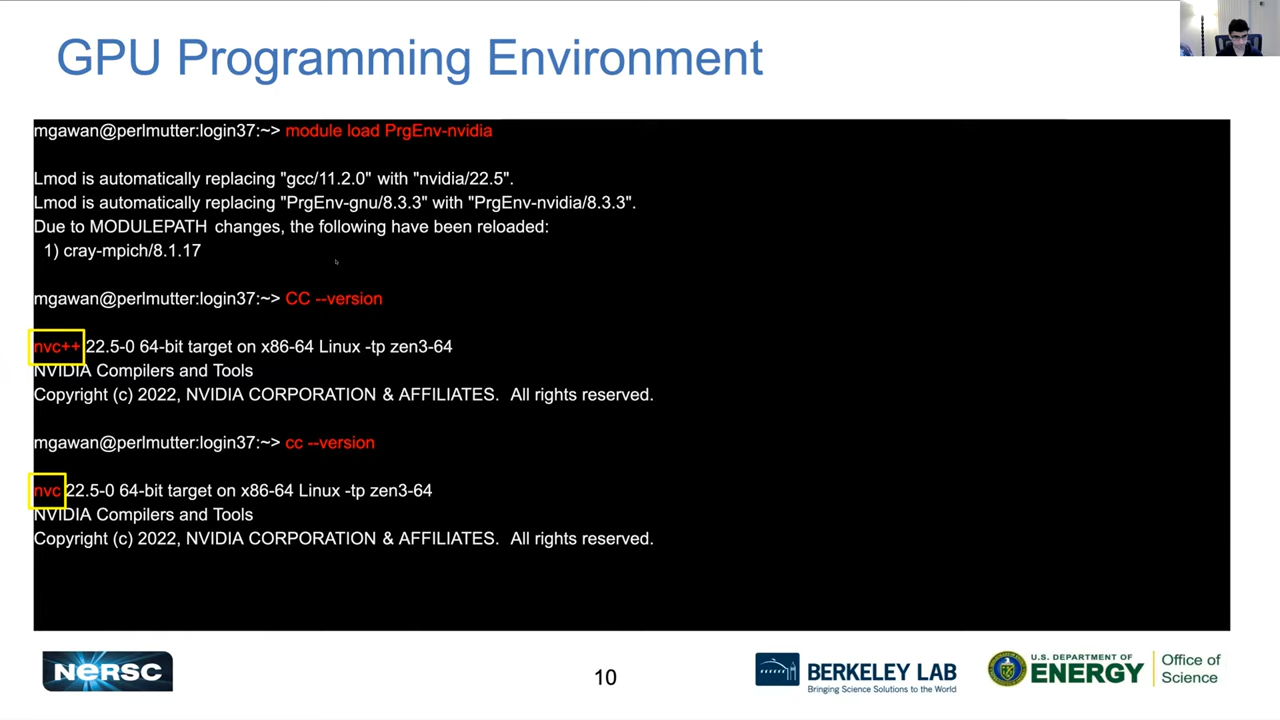 GPU Programming Environment
mgawan@perlmutter:login37:~> module load PrgEnv-nvidia
Lmod is automatically replacing "gcc/11.2.0" with "nvidia/22.5".
Lmod is automatically replacing "PrgEnv-gnu/8.3.3" with "PrgEnv-nvidia/8.3.3".
Due to MODULEPATH changes, the following have been reloaded:
1) cray-mpich/8.1.17
mgawan@perlmutter:login37:~> CC --version
nvc++ 22.5-0 64-bit target on x86-64 Linux -tp zen3-64
NVIDIA Compilers and Tools
Copyright (c) 2022, NVIDIA CORPORATION & AFFILIATES. All rights reserved.
mgawan@perlmutter:login37:~> cc --version
nvc 22.5-0 64-bit target on x86-64 Linux -tp zen3-64
NVIDIA Compilers and Tools
Copyright (c) 2022, NVIDIA CORPORATION & AFFILIATES. All rights reserved.
NERSC
10
BERKELEY LAB
Bringing Science Solutions to the World
U.S. DEPARTMENT OF
ENERGY
Office of
Science